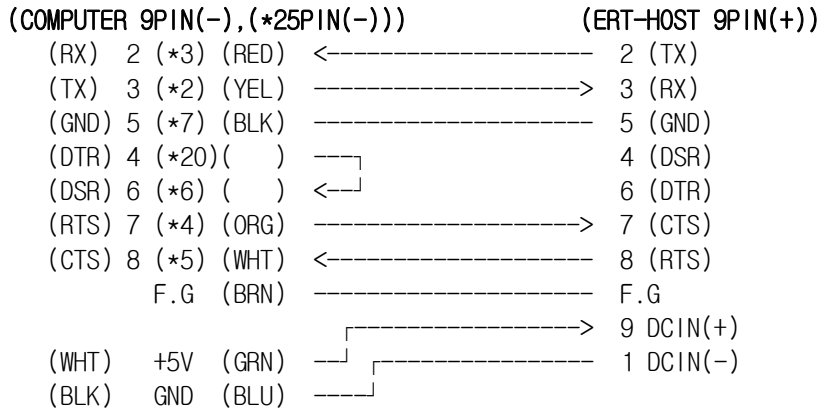 (COMPUTER 9PIN(-),(*25PIN(-))) (ERT-HOST 9PIN(+))
(RX) 2 (*3) (RED) <--------------------- 2 (TX)
(TX) 3 (*2) (YEL) ---------------------> 3 (RX)
(GND) 5 (*7) (BLK) ---------------------- 5 (GND)
(DTR) 4 (*20)( ) ---┐ 4 (DSR)
(DSR) 6 (*6) ( ) <--┘ 6 (DTR)
(RTS) 7 (*4) (ORG) ---------------------> 7 (CTS)
(CTS) 8 (*5) (WHT) <--------------------- 8 (RTS)
F.G (BRN) ---------------------- F.G
┌------------------> 9 DCIN(+)
(WHT) +5V (GRN) --┘ ┌----------------- 1 DCIN(-)
(BLK) GND (BLU) ----┘